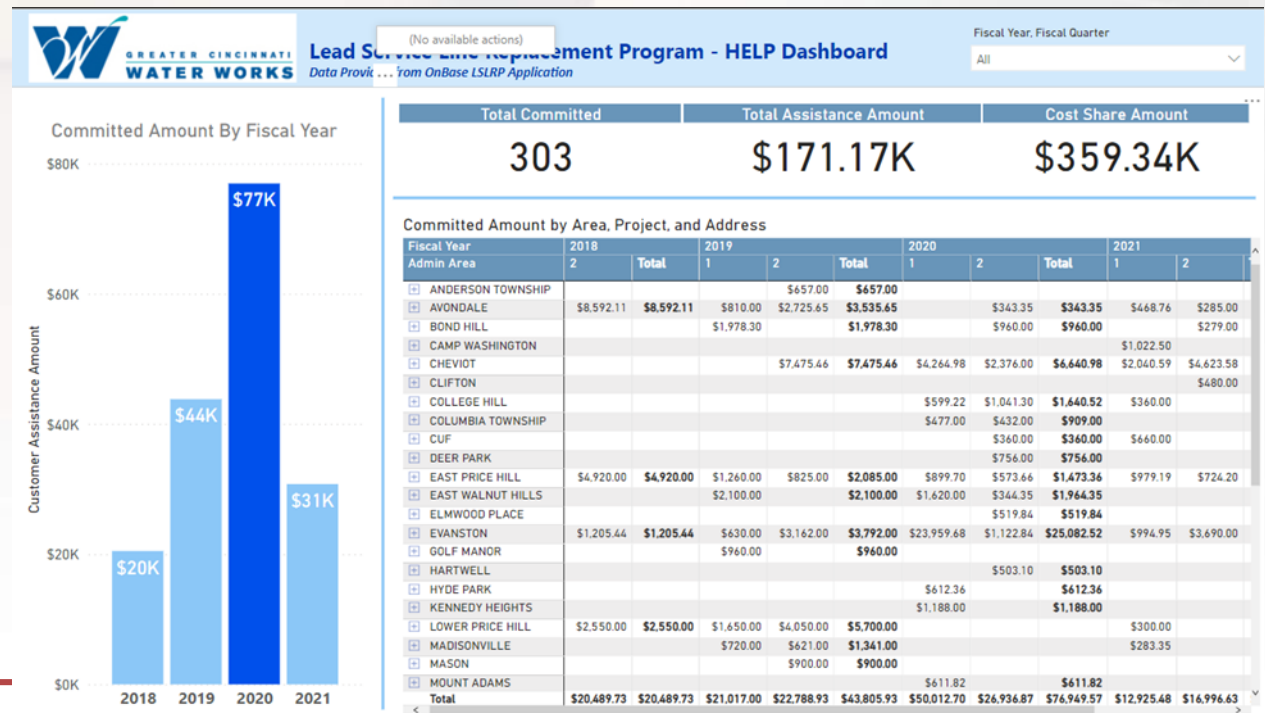 GREATER CINCINNATI
WATER WORKS
(No available actions)
Lead Service Line Replacement Program - HELP Dashboard
Data Provic ... from OnBase LSLRP Application
Fiscal Year, Fiscal Quarter
All
Committed Amount By Fiscal Year
Customer Assistance Amount
$80K
$60K
$40K
$20K
$0K
$20K
$44K
$77K
$31K
2018 2019 2020 2021
Total Committed Total Assistance Amount Cost Share Amount
303 $171.17K $359.34K
Committed Amount by Area, Project, and Address
Fiscal Year 2018 2019 2020 2021
Admin Area 2 Total 1 2 Total 1 2 Total 1 2
ANDERSON TOWNSHIP $657.00 $657.00
AVONDALE $8,592.11 $8,592.11 $810.00 $2,725.65 $3,535.65 $343.35 $343.35 $468.76 $285.00
BOND HILL $1,978.30 $1,978.30 $960.00 $960.00 $279.00
CAMP WASHINGTON $1,022.50
CHEVIOT $7,475.46 $7,475.46 $4,264.98 $2,376.00 $6,640.98 $2,040.59 $4,623.58
CLIFTON $480.00
COLLEGE HILL $599.22 $1,041.30 $1,640.52 $360.00
COLUMBIA TOWNSHIP $477.00 $432.00 $909.00
CUF $360.00 $360.00 $660.00
DEER PARK $756.00 $756.00
EAST PRICE HILL $4,920.00 $4,920.00 $1,260.00 $825.00 $2,085.00 $899.70 $573.66 $1,473.36 $979.19 $724.20
EAST WALNUT HILLS $2,100.00 $2,100.00 $1,620.00 $344.35 $1,964.35
ELMWOOD PLACE $519.84 $519.84
EVANSTON $1,205.44 $1,205.44 $630.00 $3,162.00 $3,792.00 $23,959.68 $1,122.84 $25,082.52 $994.95 $3,690.00
GOLF MANOR $960.00 $960.00
HARTWELL $503.10 $503.10
HYDE PARK $612.36 $612.36
KENNEDY HEIGHTS $1,188.00 $1,188.00
LOWER PRICE HILL $2,550.00 $2,550.00 $1,650.00 $4,050.00 $5,700.00 $300.00
MADISONVILLE $720.00 $621.00 $1,341.00 $283.35
MASON $900.00 $900.00
MOUNT ADAMS $611.82 $611.82
Total $20,489.73 $20,489.73 $21,017.00 $22,788.93 $43,805.93 $50,012.70 $26,936.87 $76,949.57 $12,925.48 $16,996.63